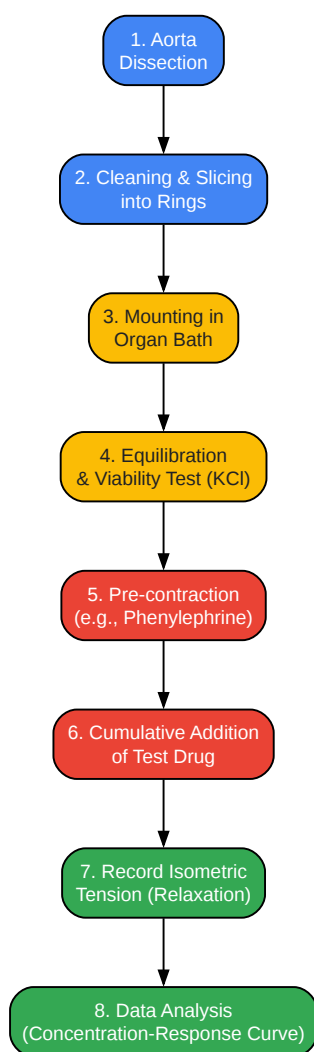 1. Aorta
Dissection
2. Cleaning & Slicing
into Rings
3. Mounting in
Organ Bath
4. Equilibration
& Viability Test (KCl)
5. Pre-contraction
(e.g., Phenylephrine)
6. Cumulative Addition
of Test Drug
7. Record Isometric
Tension (Relaxation)
8. Data Analysis
(Concentration-Response Curve)